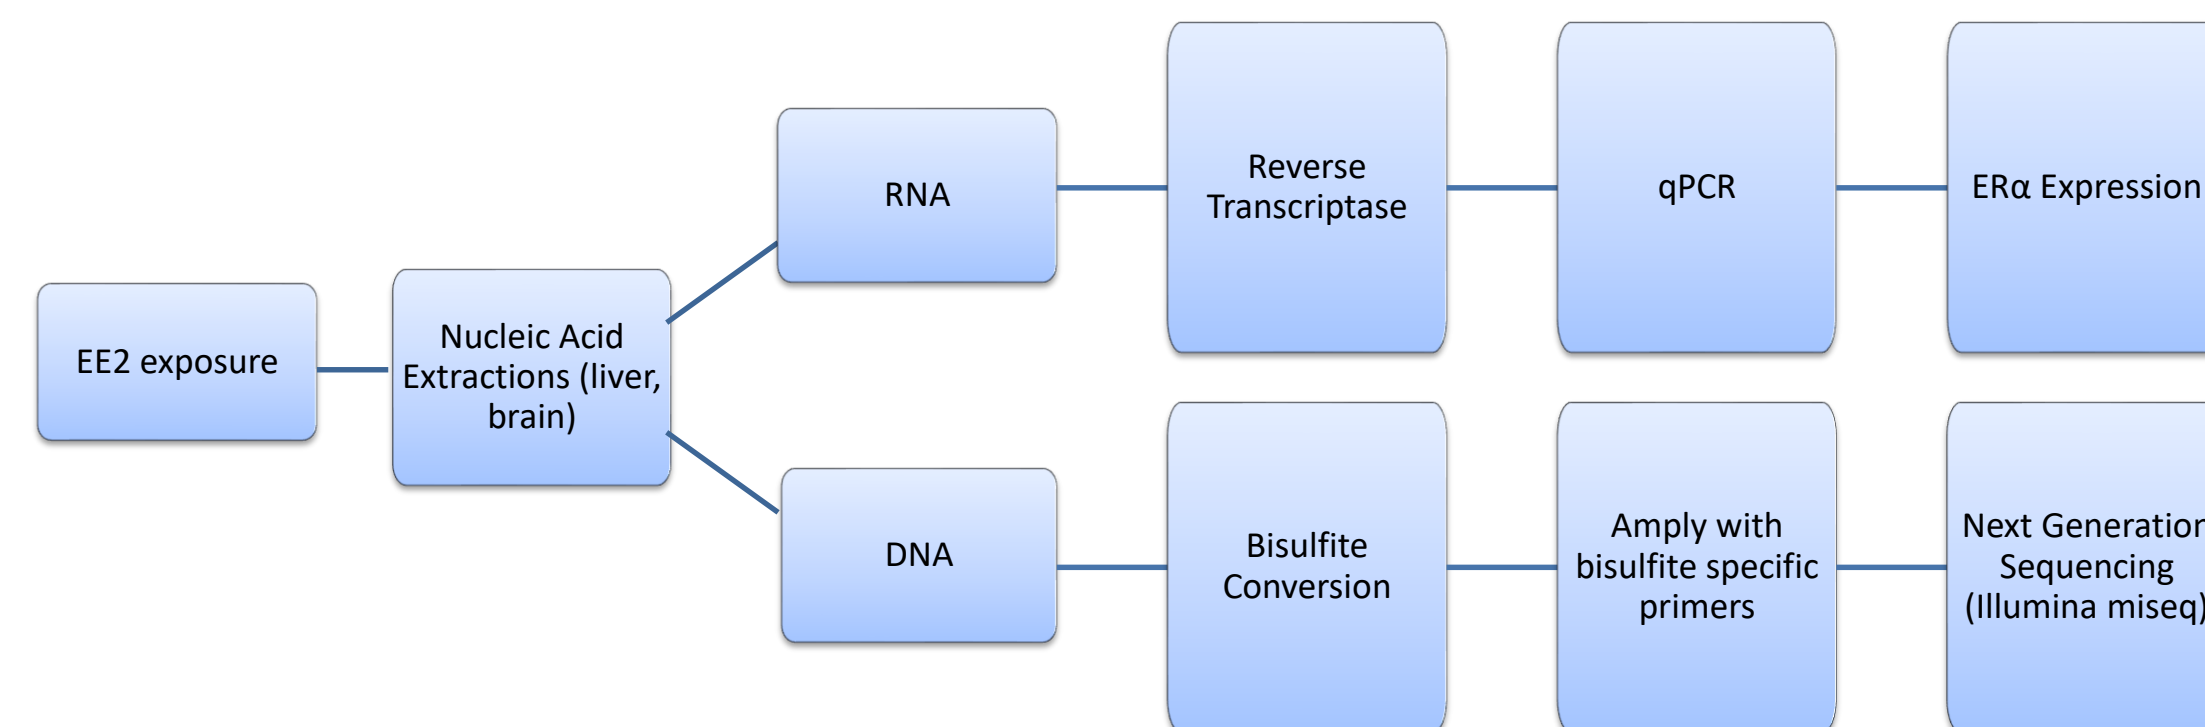 EE2 exposure
Nucleic Acid
Extractions (liver,
brain)
RNA
Reverse
Transcriptase
qPCR
ERα Expression
DNA
Bisulfite
Conversion
Amply with
bisulfite specific
primers
Next Generation
Sequencing
(Illumina miseq)